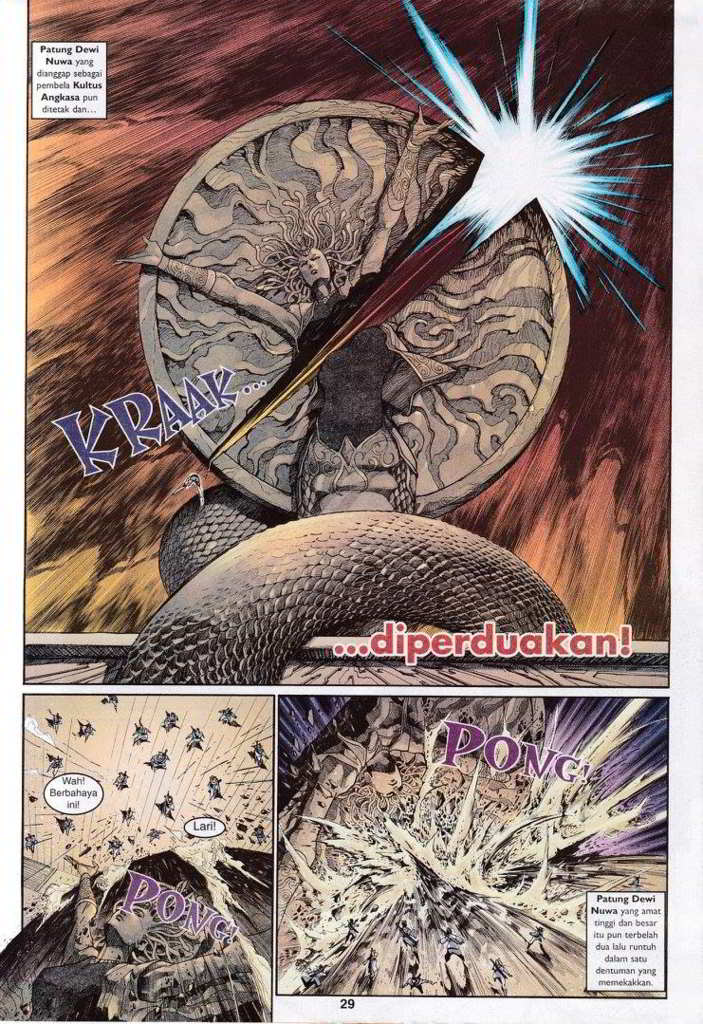 Patung Dewi
Nuwa yang
dianggap sebagai
pembela Kultus
Angkasa pun
ditetak dan...
KRAAK...
...diperduakan!
Wah!
Berbahaya
ini!
Lari!
PONG!
PONG!
Patung Dewi
Nuwa yang amat
tinggi dan besar
itu pun terbelah
dua lalu runtuh
dalam satu
dentuman yang
memekakkan.
29